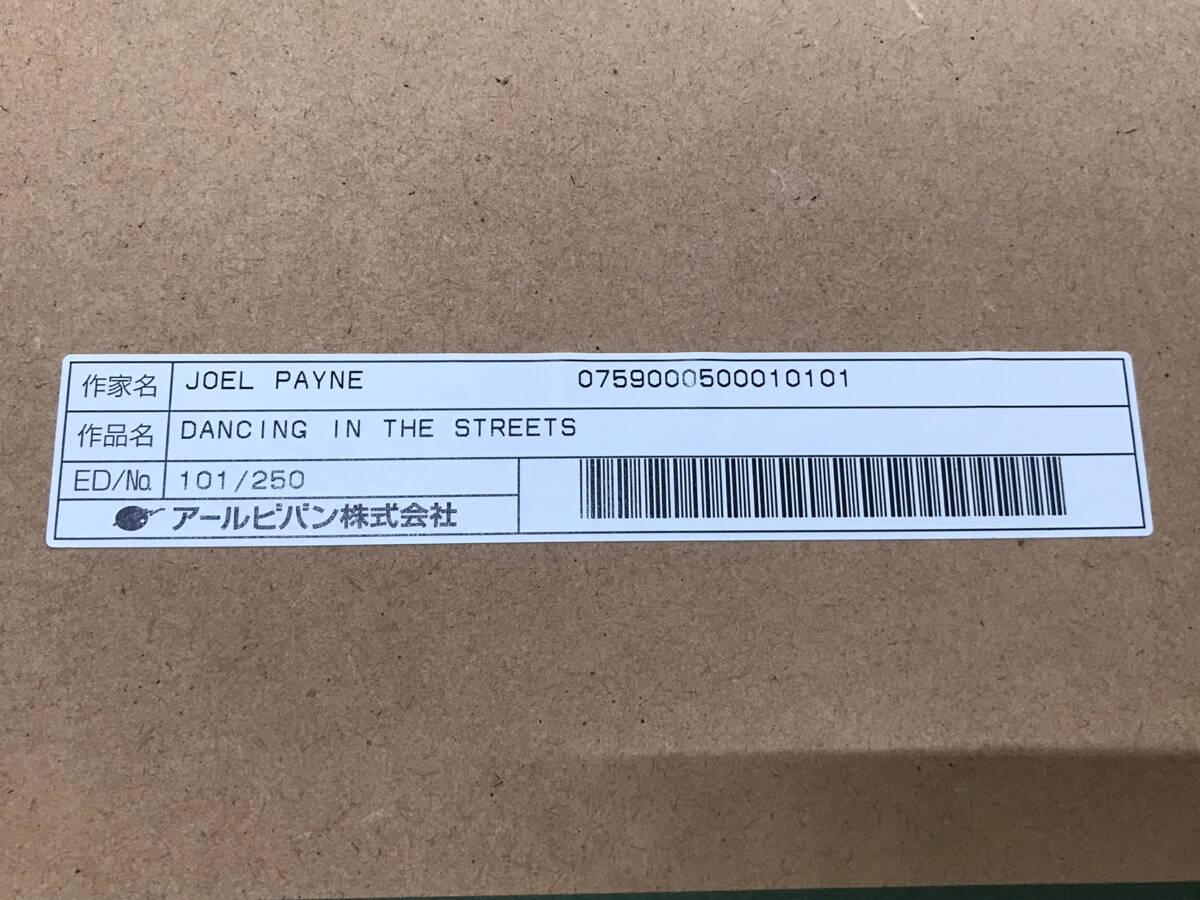 作家名 JOEL PAYNE 0759000500010101
作品名 DANCING IN THE STREETS
ED/No. 101/250
アールビバン株式会社